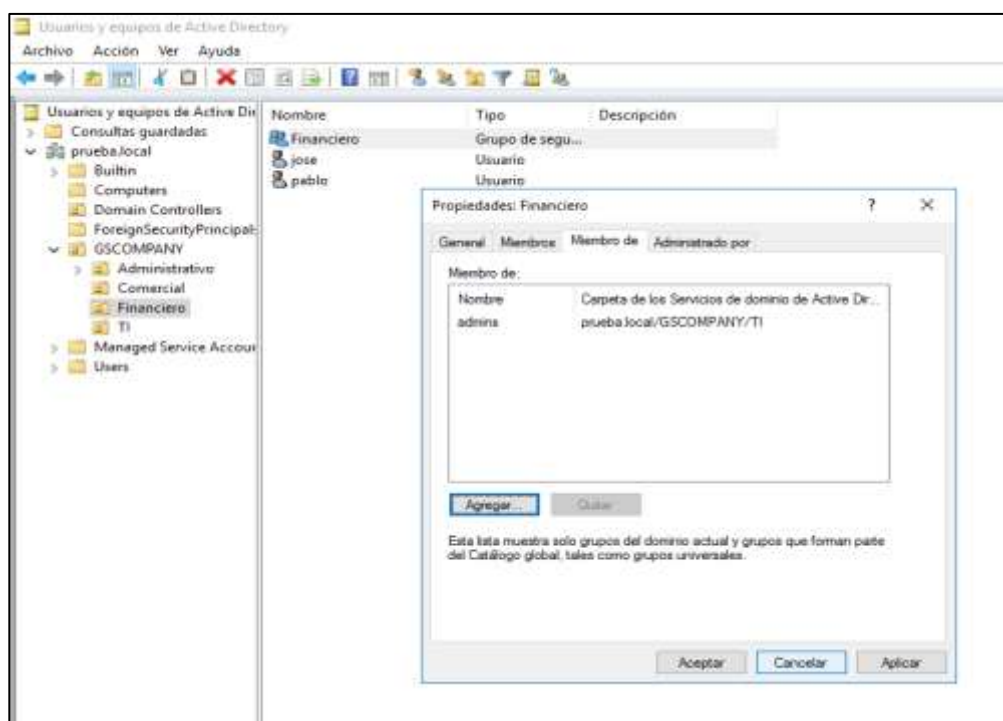 Usuarios y equipos de Active Directory
Archivo Acción Ver Ayuda
Usuarios y equipos de Active Dir
Consultas guardadas
prueba.local
Builtin
Computers
Domain Controllers
ForeignSecurityPrincipals
GSCOMPANY
Administrativo
Comercial
Financiero
TI
Managed Service Accoun
Users
Nombre Tipo Descripción
Financiero Grupo de segu...
jose Usuario
pablo Usuario
Propiedades: Financiero ? ×
General Miembros Miembro de Administrado por
Miembro de:
Nombre Carpeta de los Servicios de dominio de Active Dir...
admins prueba.local/GSCOMPANY/TI
Agregar... Quitar
Esta lista muestra solo grupos del dominio actual y grupos que forman parte
del Catálogo global, tales como grupos universales.
Aceptar Cancelar Aplicar